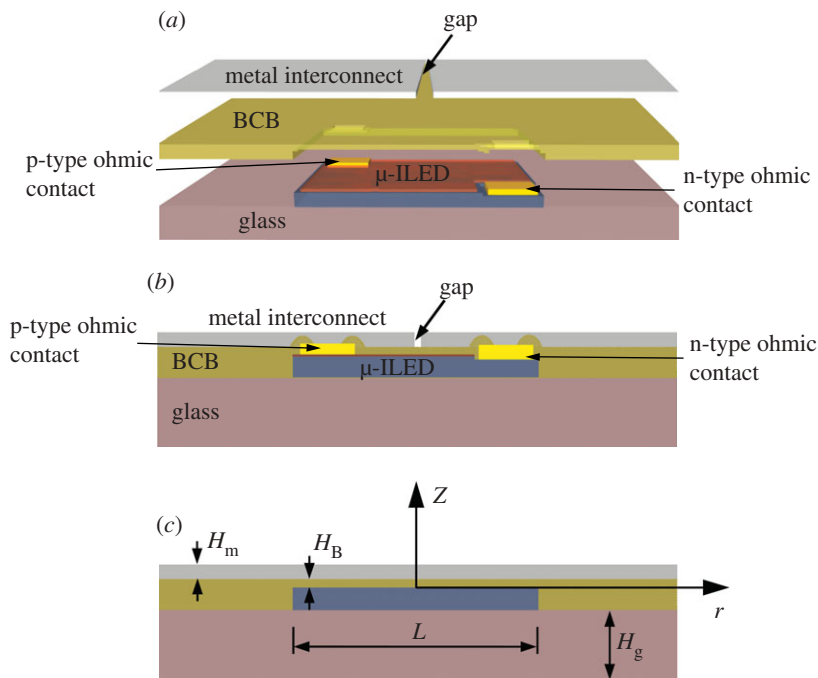 (a)
gap
metal interconnect
BCB
p-type ohmic
contact
μ-ILED
n-type ohmic
contact
glass
(b)
gap
metal interconnect
p-type ohmic
contact
n-type ohmic
contact
BCB
μ-ILED
glass
(c)
Z
Hm
HB
r
L
Hg